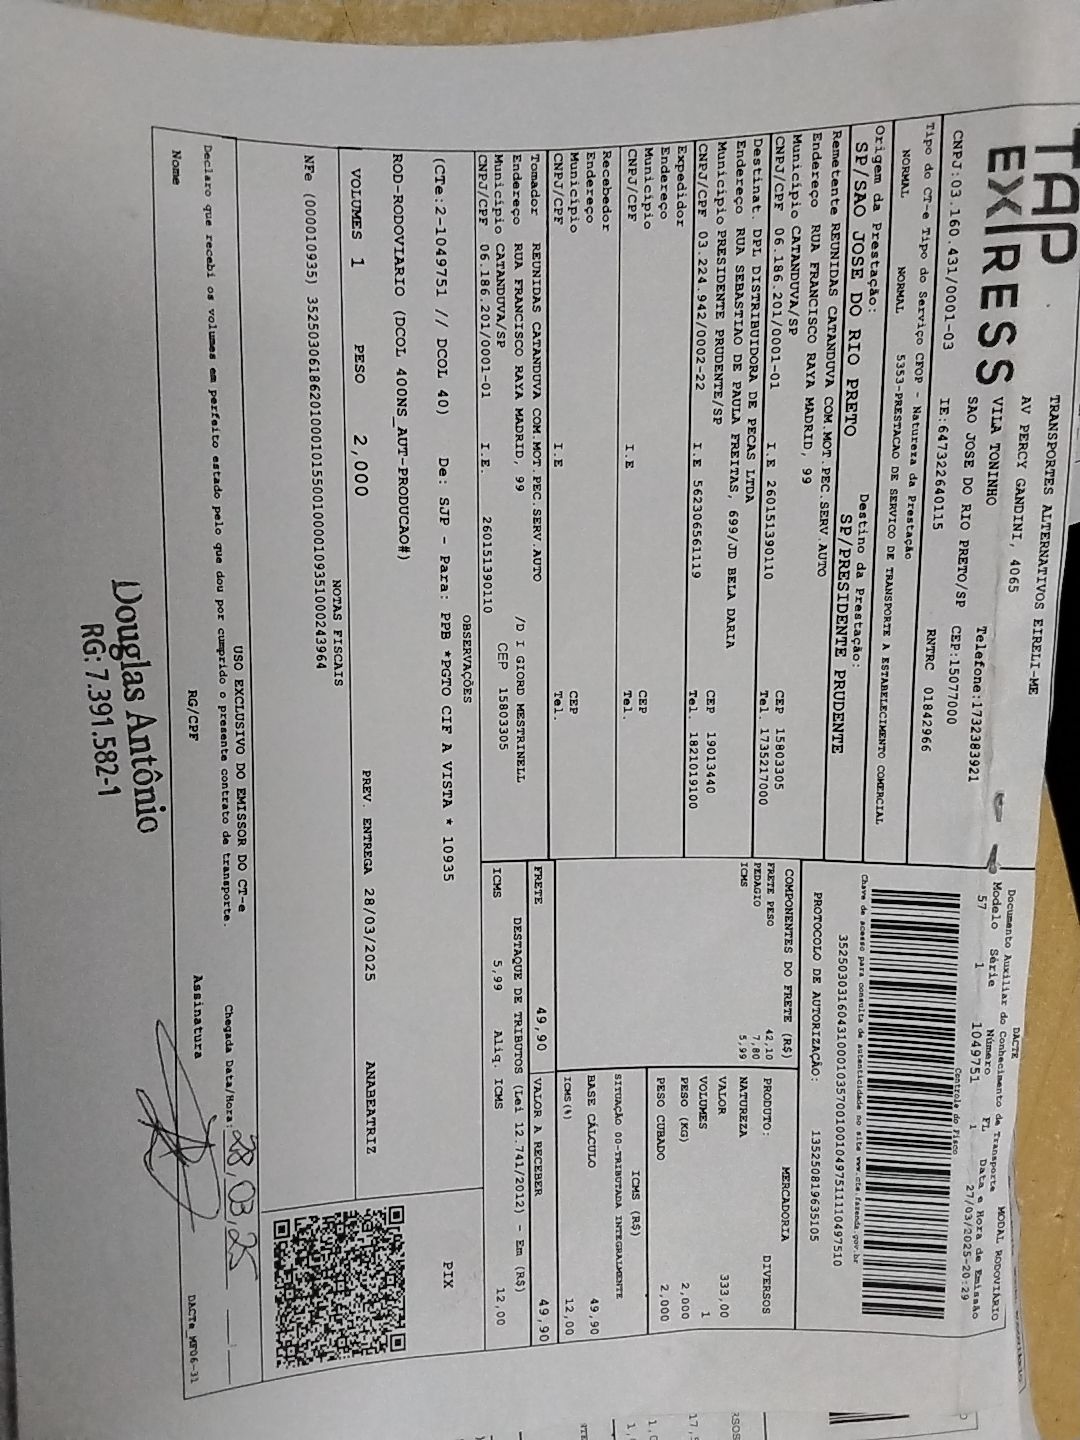 TAP
EXPRESS
TRANSPORTES ALTERNATIVOS EIRELI-ME
AV PERCY GANDINI, 4065
VILA TONINHO Telefone:1732383921
SAO JOSE DO RIO PRETO/SP CEP:15077000
CNPJ:03.160.431/0001-03 IE:647322640115 RNTRC 01842966
DACTE
Documento Auxiliar do Conhecimento de Transporte MODAL RODOVIÁRIO
Modelo Série Número FL Data e Hora de Emissão
57 1 1049751 1 27/03/2025-20:29
Controle do Fisco
Tipo do CT-e Tipo do Serviço CFOP - Natureza da Prestação
NORMAL NORMAL 5353-PRESTACAO DE SERVICO DE TRANSPORTE A ESTABELECIMENTO COMERCIAL
Chave de acesso para consulta de autenticidade no site www.cte.fazenda.gov.br
35250303160431000103570010010497511110497510
PROTOCOLO DE AUTORIZAÇÃO: 135250819635105
Origem da Prestação: Destino da Prestação:
SP/SAO JOSE DO RIO PRETO SP/PRESIDENTE PRUDENTE
Remetente REUNIDAS CATANDUVA COM.MOT.PEC.SERV.AUTO
Endereço RUA FRANCISCO RAYA MADRID, 99
Município CATANDUVA/SP CEP 15803305
CNPJ/CPF 06.186.201/0001-01 I.E 260151390110 Tel. 1735217000
Destinat. DPL DISTRIBUIDORA DE PECAS LTDA
Endereço RUA SEBASTIAO DE PAULA FREITAS, 699/JD BELA DARIA
Município PRESIDENTE PRUDENTE/SP CEP 19013440
CNPJ/CPF 03.224.942/0002-22 I.E 562306561119 Tel. 1821019100
Expedidor
Endereço
Município CEP
CNPJ/CPF I.E Tel.
Recebedor
Endereço
Município CEP
CNPJ/CPF I.E Tel.
Tomador REUNIDAS CATANDUVA COM.MOT.PEC.SERV.AUTO
Endereço RUA FRANCISCO RAYA MADRID, 99 /D I GIORD MESTRINELL
Município CATANDUVA/SP CEP 15803305
CNPJ/CPF 06.186.201/0001-01 I.E. 260151390110
COMPONENTES DO FRETE (R$)
FRETE PESO 42,10
PEDAGIO 7,80
ICMS 5,99
MERCADORIA
PRODUTO: DIVERSOS
NATUREZA
VALOR 333,00
VOLUMES 1
PESO (KG) 2,000
PESO CUBADO 2,000
ICMS (R$)
SITUAÇÃO 00-TRIBUTADA INTEGRALMENTE
BASE CÁLCULO 49,90
ICMS (%) 12,00
FRETE 49,90 VALOR A RECEBER 49,90
DESTAQUE DE TRIBUTOS (Lei 12.741/2012) - Em (R$)
ICMS 5,99 Aliq. ICMS 12,00
OBSERVAÇÕES
(CTe:2-1049751 // DCOL 40) De: SJP - Para: PPB *PGTO CIF A VISTA * 10935
PIX
ROD-RODOVIARIO (DCOL 400NS_AUT-PRODUCAO#)
VOLUMES 1 PESO 2,000 PREV. ENTREGA 28/03/2025 ANABEATRIZ
NOTAS FISCAIS
NFe (000010935) 35250306186201000101550010000109351000243964
USO EXCLUSIVO DO EMISSOR DO CT-e
Chegada Data/Hora: 28/03/25
Declaro que recebi os volumes em perfeito estado pelo que dou por cumprido o presente contrato de transporte.
Nome RG/CPF Assinatura
DACTe_MF06-31
Douglas Antônio
RG: 7.391.582-1